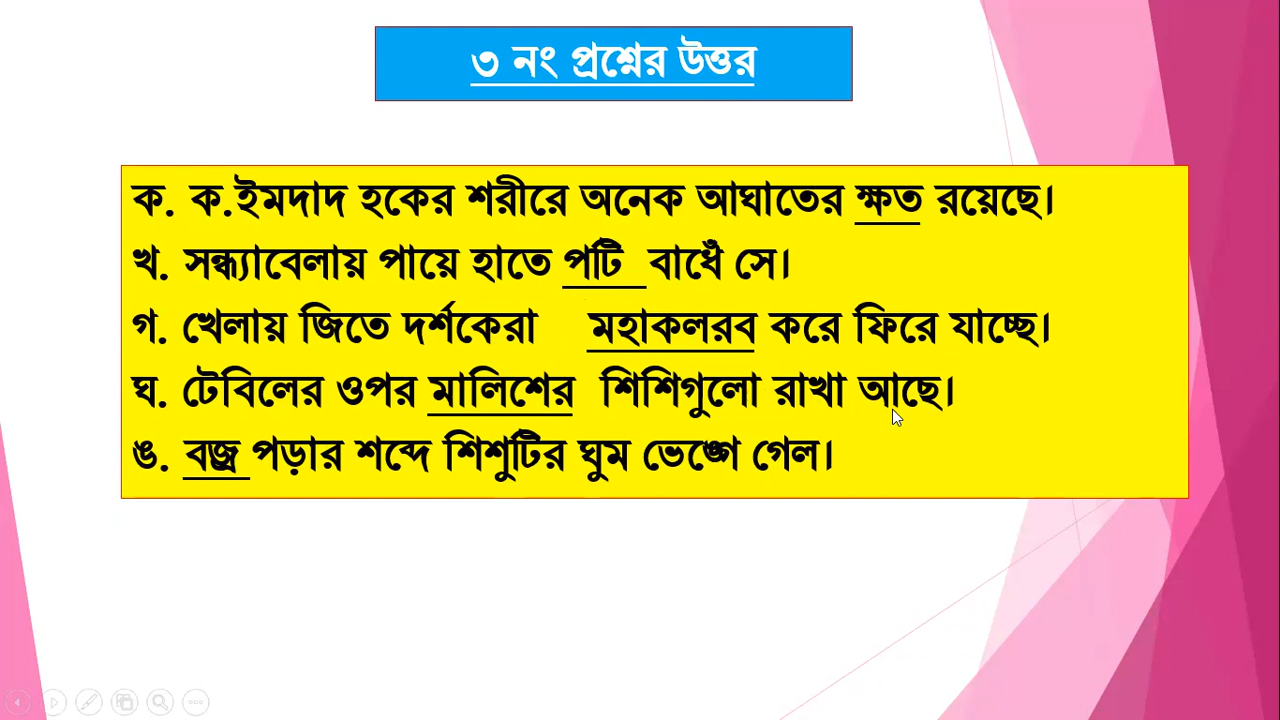 ৩ নং প্রশ্নের উত্তর
ক. ক.ইমদাদ হকের শরীরে অনেক আঘাতের ক্ষত রয়েছে।
খ. সন্ধ্যাবেলায় পায়ে হাতে পটি বাধেঁ সে।
গ. খেলায় জিতে দর্শকেরা মহাকলরব করে ফিরে যাচ্ছে।
ঘ. টেবিলের ওপর মালিশের শিশিগুলো রাখা আছে।
ঙ. বজ্র পড়ার শব্দে শিশুটির ঘুম ভেঙ্গে গেল।